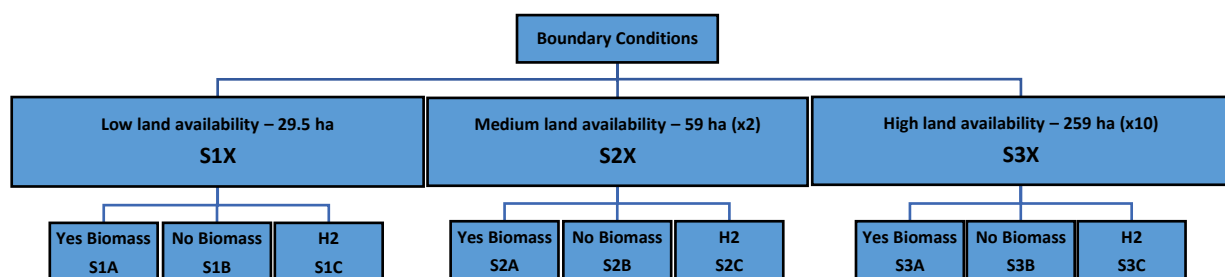 Boundary Conditions
Low land availability – 29.5 ha
S1X
Medium land availability – 59 ha (x2)
S2X
High land availability – 259 ha (x10)
S3X
Yes Biomass
S1A
No Biomass
S1B
H2
S1C
Yes Biomass
S2A
No Biomass
S2B
H2
S2C
Yes Biomass
S3A
No Biomass
S3B
H2
S3C